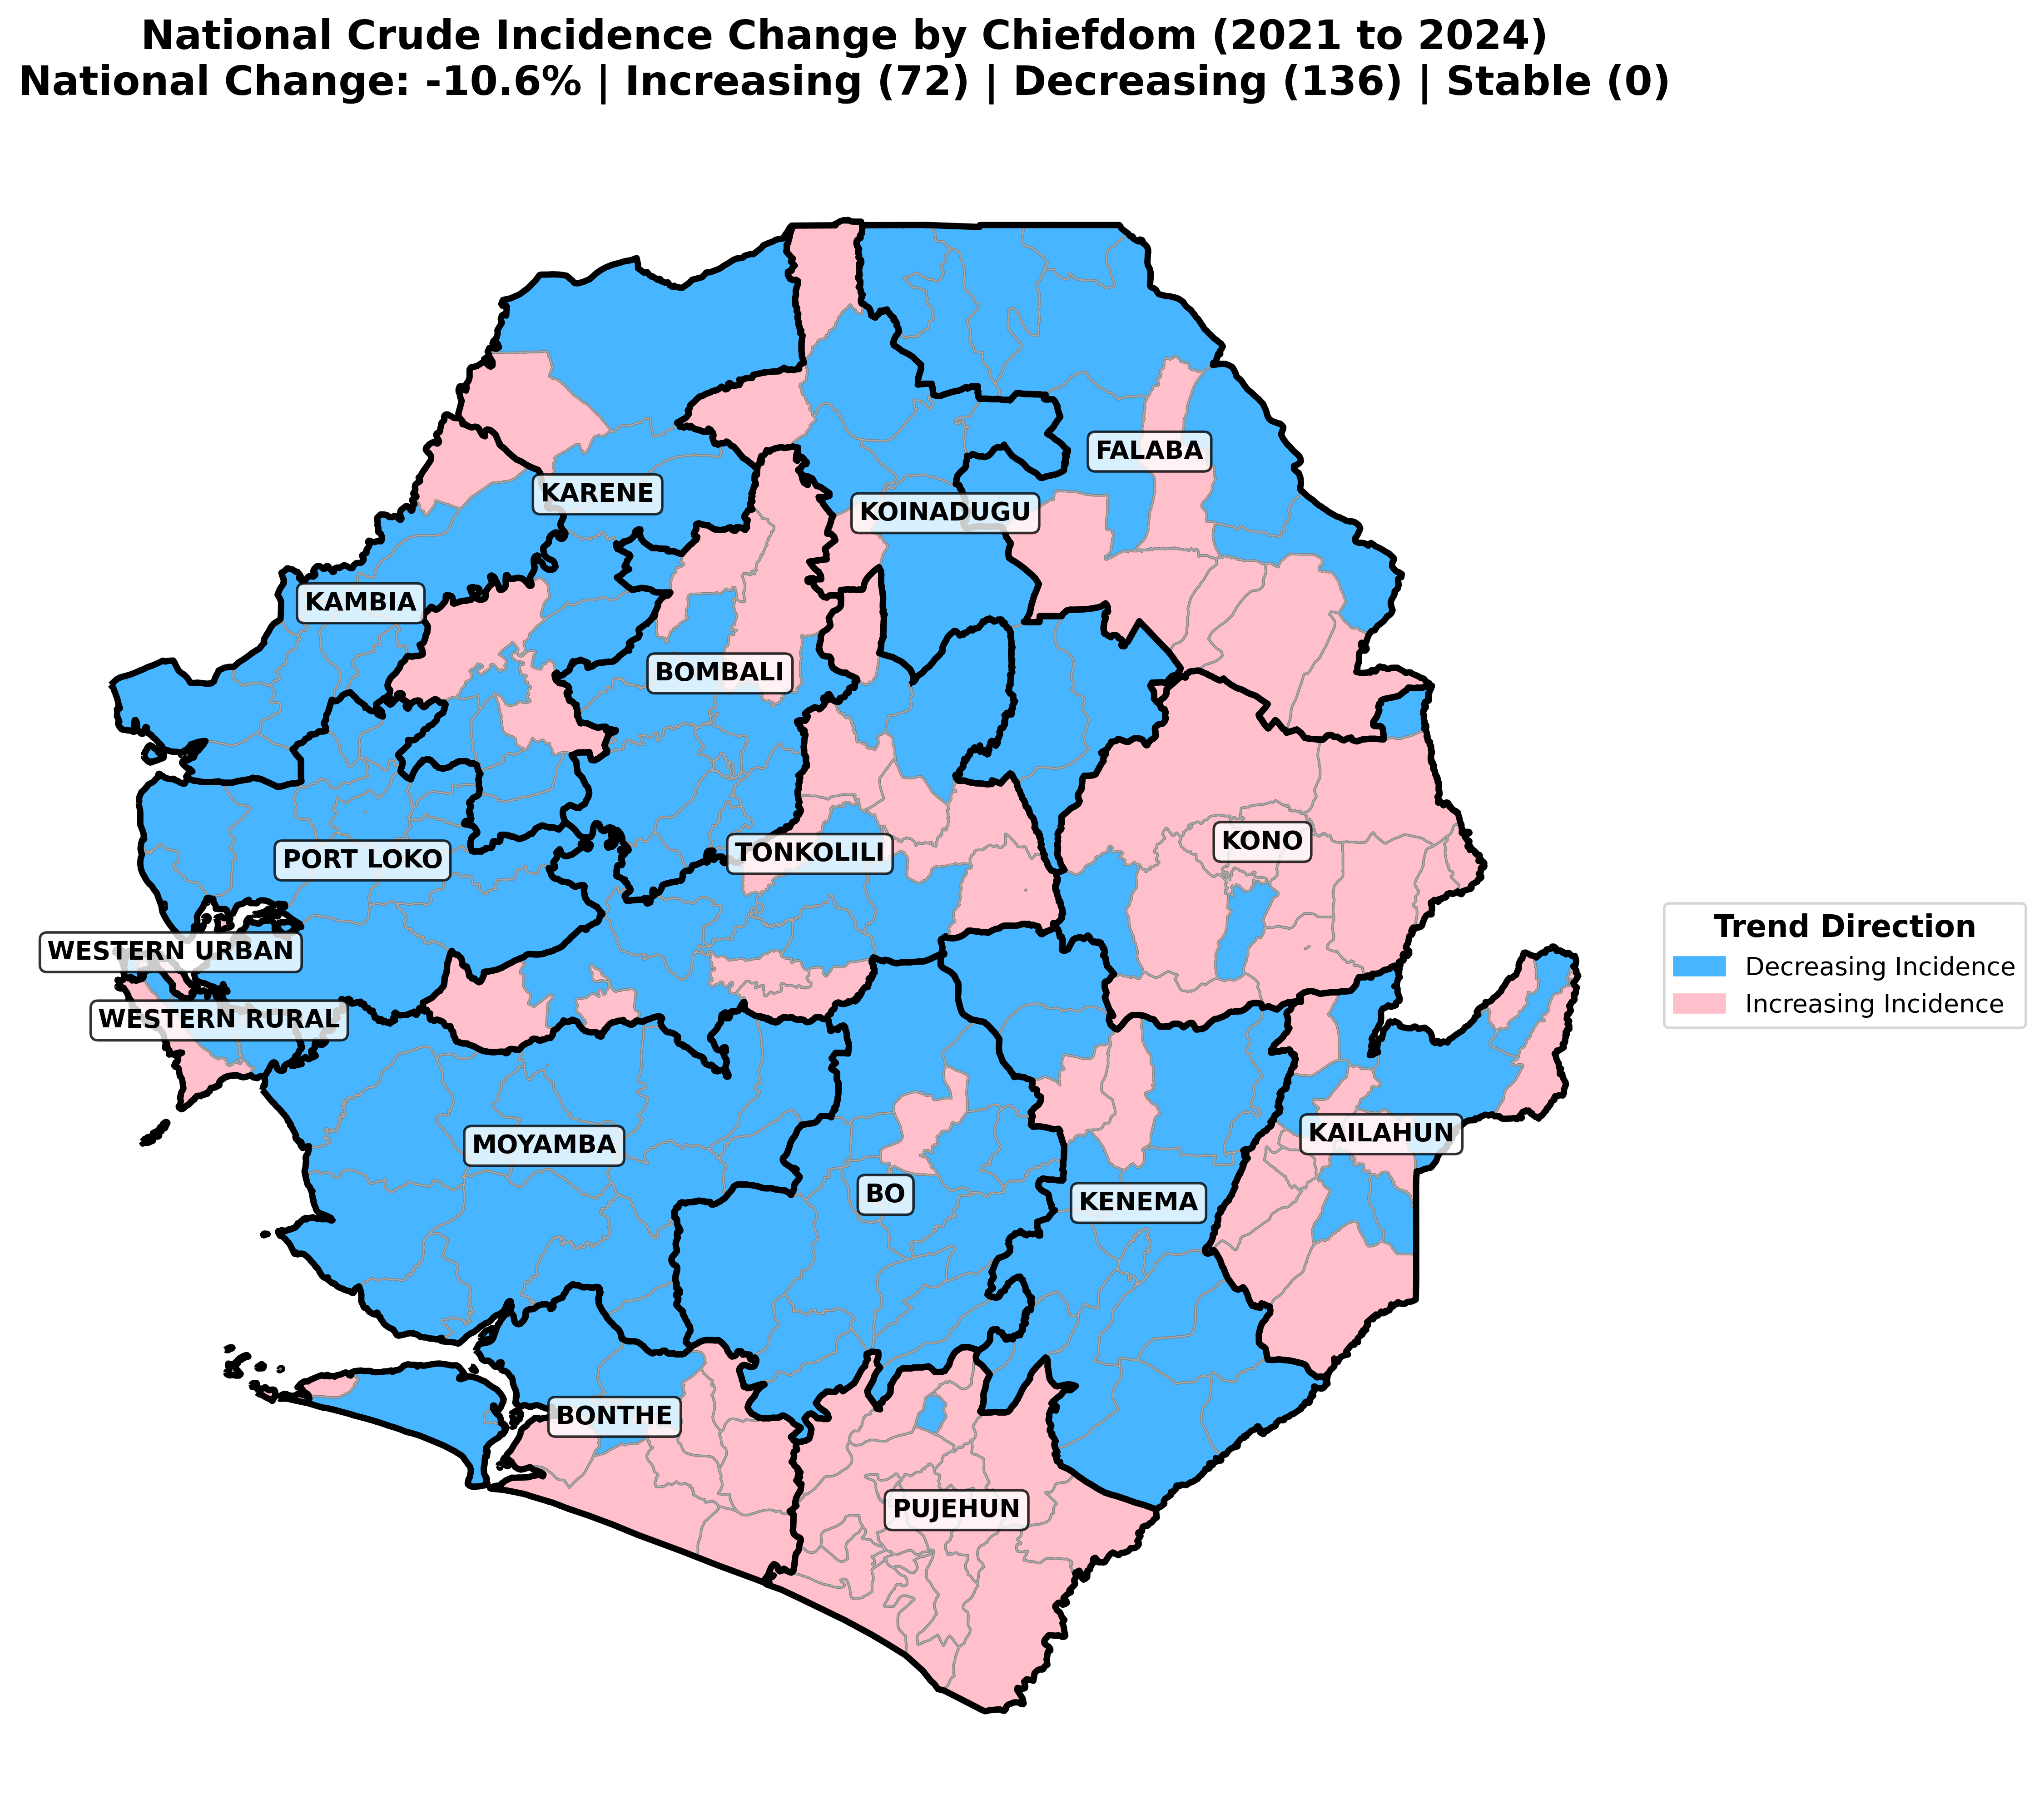 National Crude Incidence Change by Chiefdom (2021 to 2024)
National Change: -10.6% | Increasing (72) | Decreasing (136) | Stable (0)
FALABA
KARENE
KOINADUGU
KAMBIA
BOMBALI
KONO
TONKOLILI
PORT LOKO
WESTERN URBAN
WESTERN RURAL
Trend Direction
Decreasing Incidence
Increasing Incidence
KAILAHUN
MOYAMBA
BO
KENEMA
BONTHE
PUJEHUN